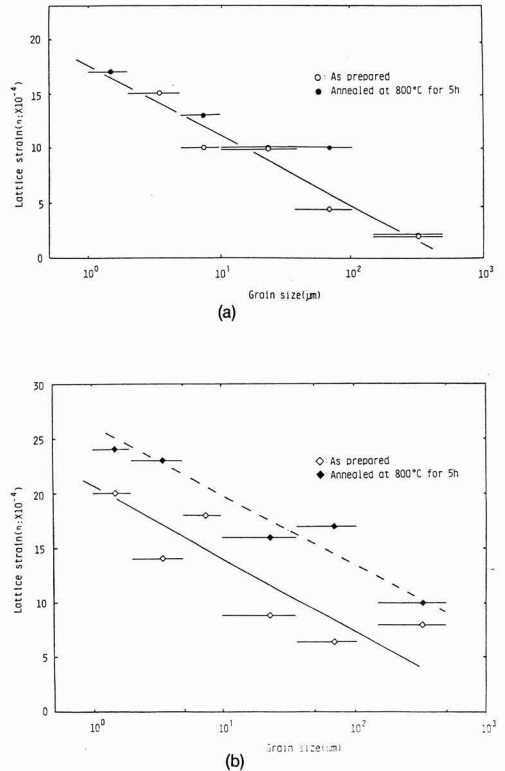 20
15
10
5
0
Lattice strain(η:X10⁻⁴)
○: As prepared
●: Annealed at 800°C for 5h
10⁰ 10¹ 10² 10³
Grain size(μm)
(a)
30
25
20
15
10
5
0
Lattice strain(η:X10⁻⁴)
◇: As prepared
◆: Annealed at 800°C for 5h
10⁰ 10¹ 10² 10³
Grain size(μm)
(b)